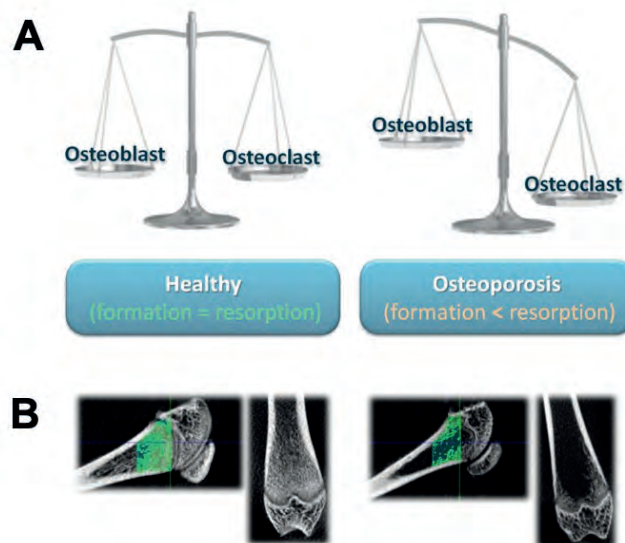 A
Osteoblast
Osteoclast
Osteoblast
Osteoclast
Healthy
(formation = resorption)
Osteoporosis
(formation < resorption)
B